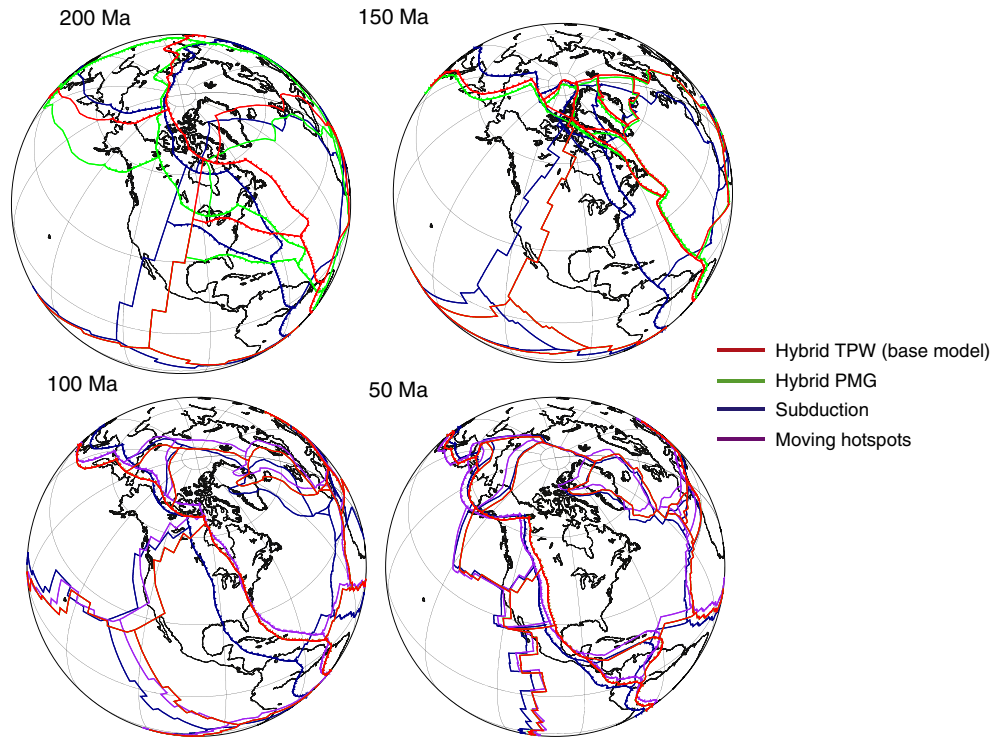 200 Ma
150 Ma
Hybrid TPW (base model)
Hybrid PMG
Subduction
Moving hotspots
100 Ma
50 Ma